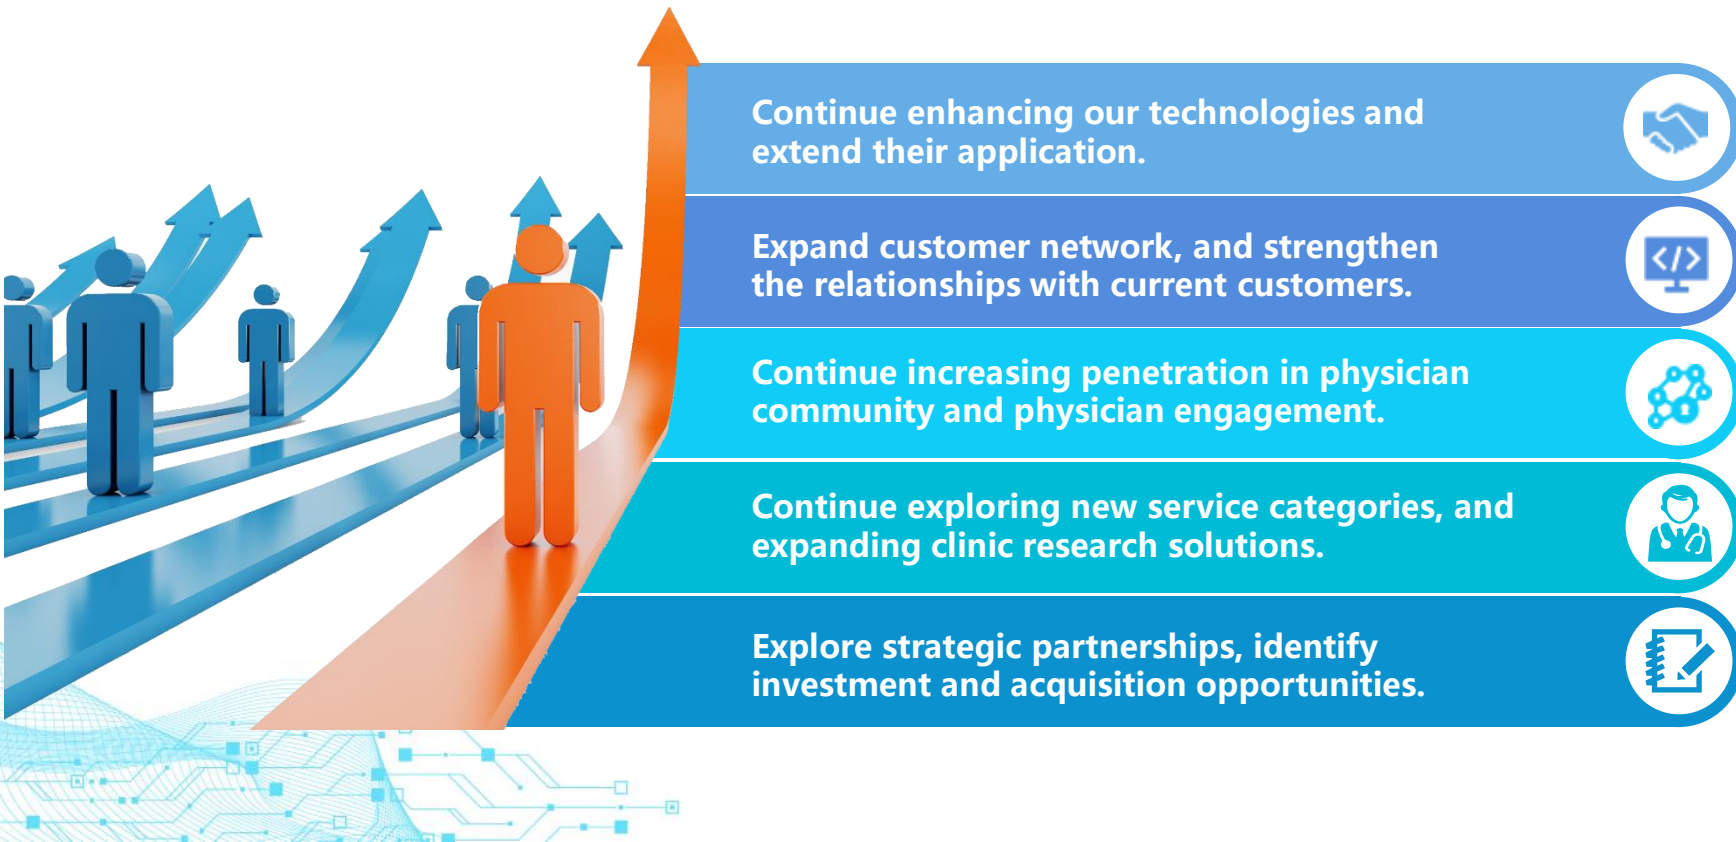 Continue enhancing our technologies and
extend their application.
Expand customer network, and strengthen
the relationships with current customers.
Continue increasing penetration in physician
community and physician engagement.
Continue exploring new service categories, and
expanding clinic research solutions.
Explore strategic partnerships, identify
investment and acquisition opportunities.